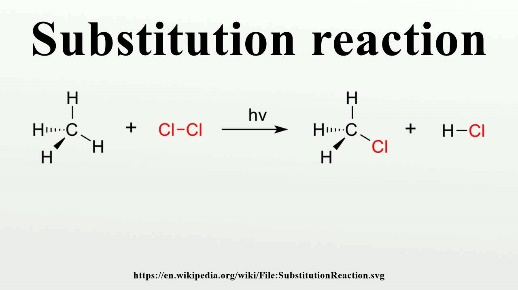 Substitution reaction
H H
H C + Cl-Cl hv H C + H-Cl
H H H Cl
https://en.wikipedia.org/wiki/File:SubstitutionReaction.svg